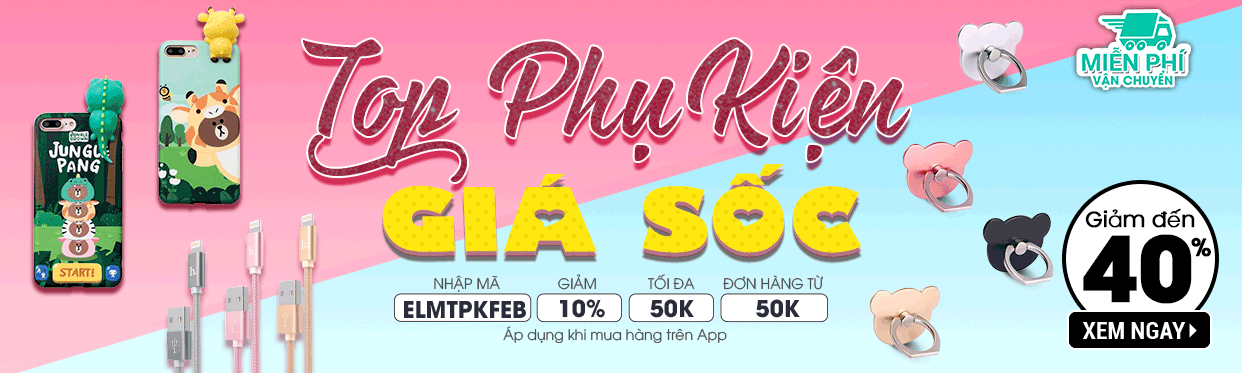 Top Phụ Kiện
GIÁ SỐC
NHẬP MÃ GIẢM TỐI ĐA ĐƠN HÀNG TỪ
ELMTPKFEB 10% 50K 50K
Áp dụng khi mua hàng trên App
MIỄN PHÍ
VẬN CHUYỂN
Giảm đến
40%
XEM NGAY
JUNGLE
PANG
START!